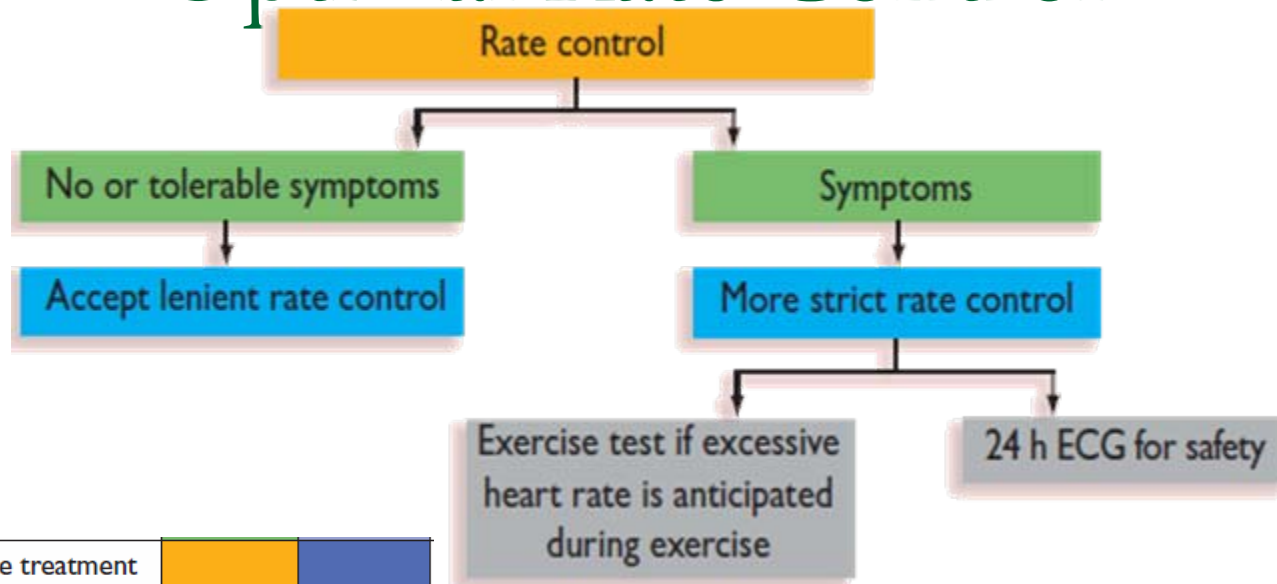 Rate control
No or tolerable symptoms
Symptoms
Accept lenient rate control
More strict rate control
Exercise test if excessive
heart rate is anticipated
during exercise
24 h ECG for safety
treatment